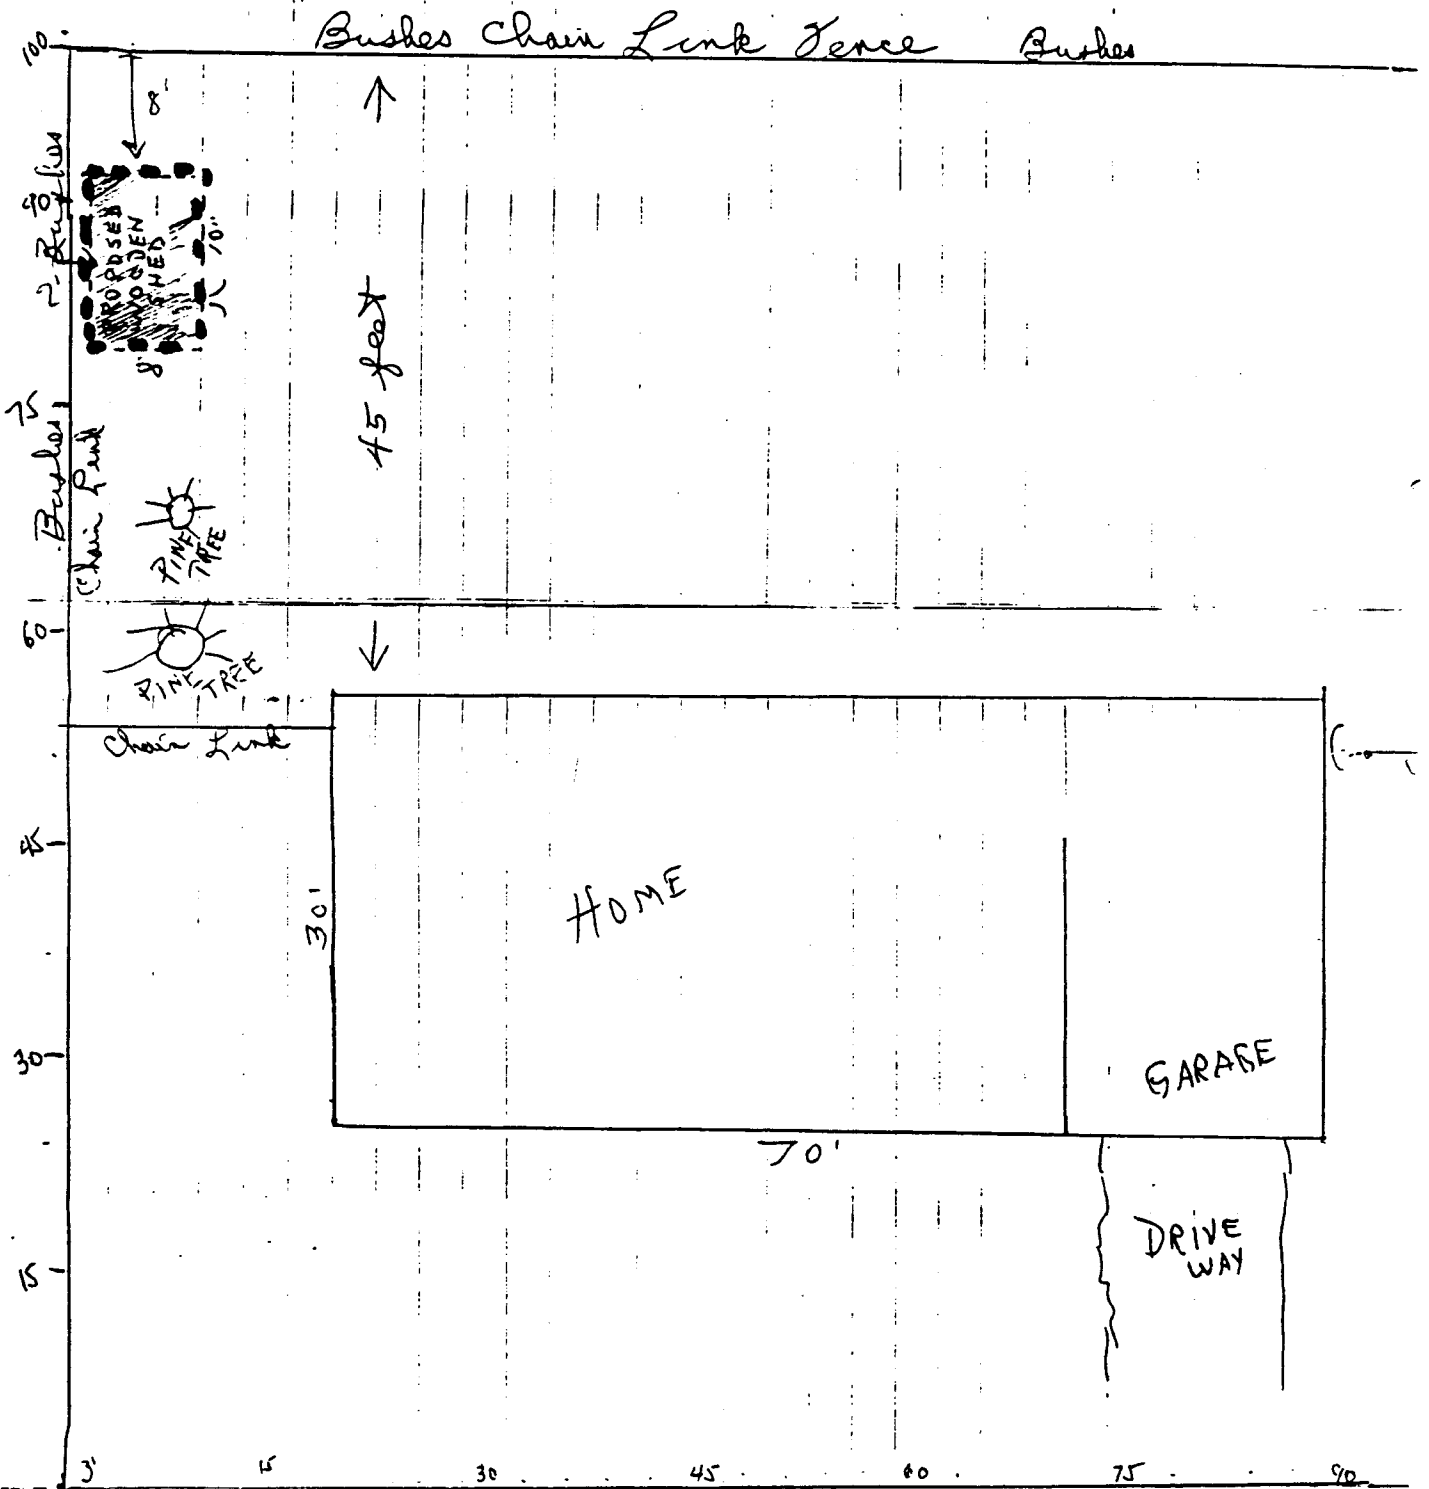 Bushes Chain Link Fence Bushes
100
8'
Bushes
90
2'
PROPOSED
WOODEN
SHED
10'
8'
45 feet
75
Bushes
Chain Link
PINE
TREE
60
PINE TREE
Chain Link
45
30'
HOME
30
GARAGE
70'
DRIVE
WAY
15
3' 15 30 45 60 75 90